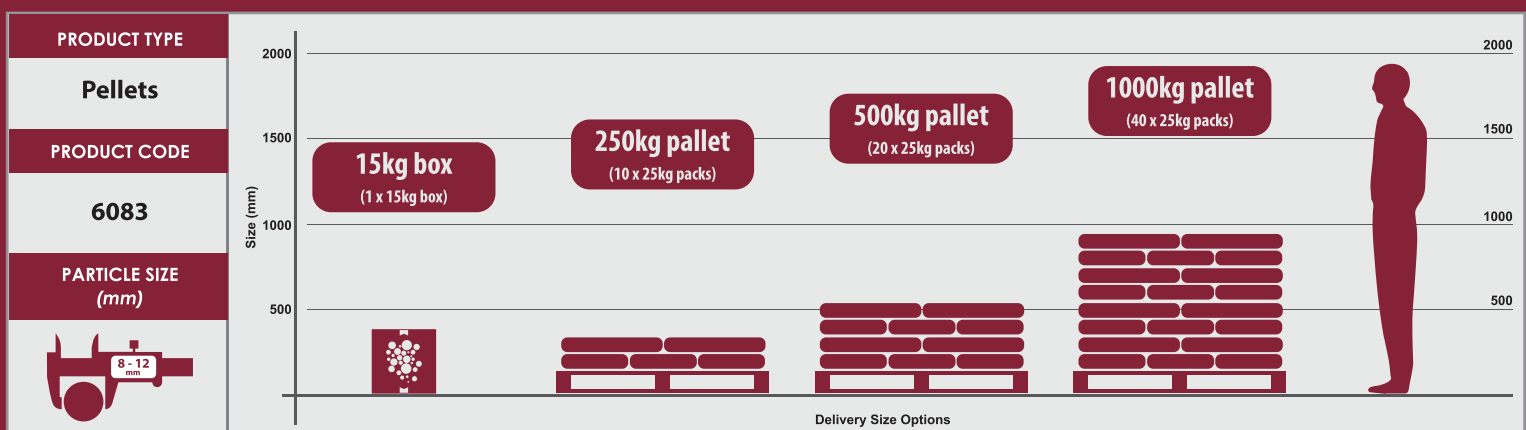 PRODUCT TYPE
Pellets
PRODUCT CODE
6083
PARTICLE SIZE
(mm)
8 - 12
mm
Size (mm)
2000
1500
1000
500
15kg box
(1 x 15kg box)
250kg pallet
(10 x 25kg packs)
500kg pallet
(20 x 25kg packs)
1000kg pallet
(40 x 25kg packs)
2000
1500
1000
500
Delivery Size Options